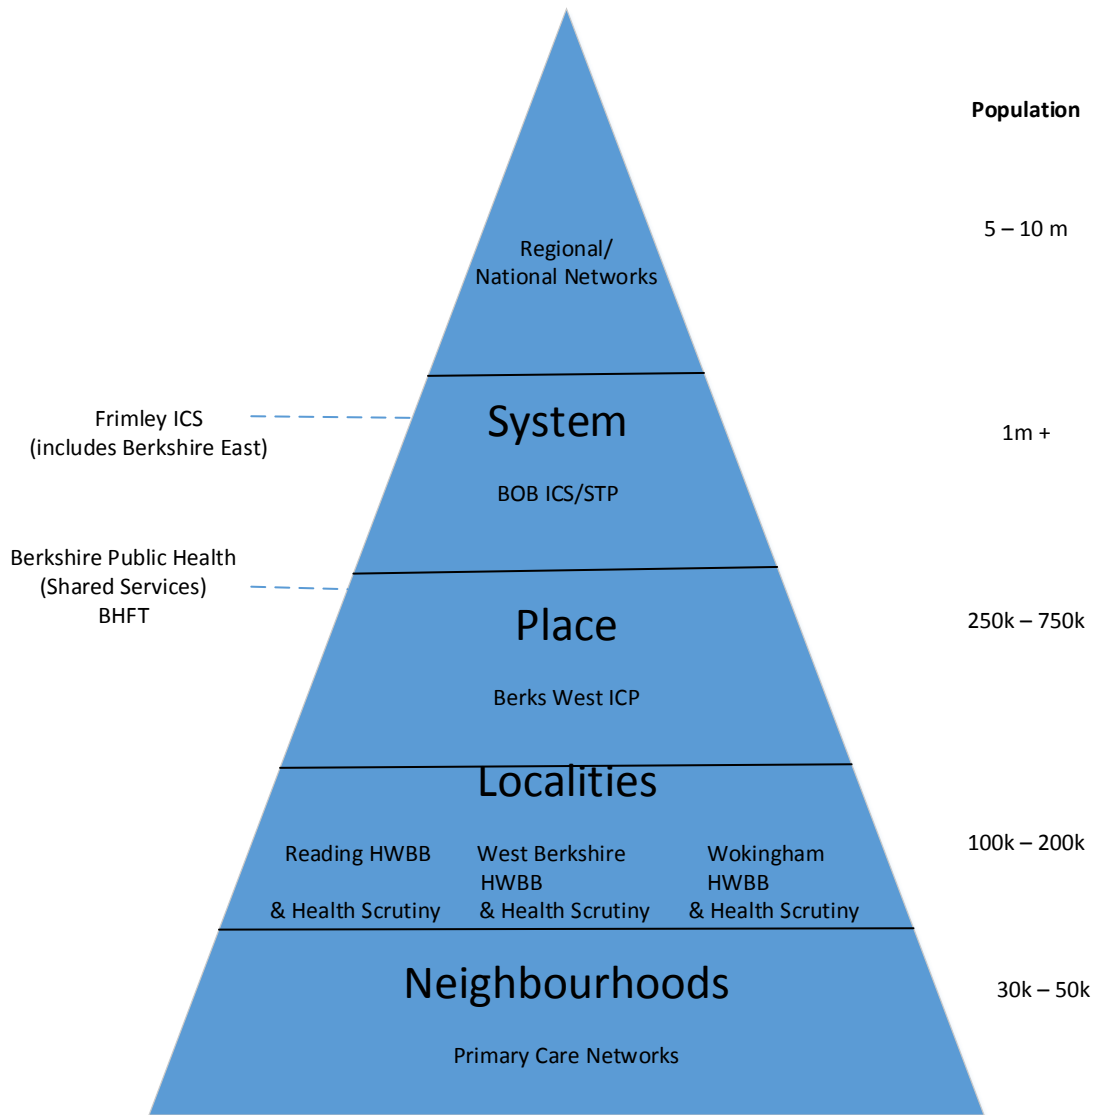 Population
5 – 10 m
Regional/
National Networks
System
Frimley ICS
(includes Berkshire East)
1m +
BOB ICS/STP
Berkshire Public Health
(Shared Services)
BHFT
Place
250k – 750k
Berks West ICP
Localities
Reading HWBB
& Health Scrutiny
West Berkshire
HWBB
& Health Scrutiny
Wokingham
HWBB
& Health Scrutiny
100k – 200k
Neighbourhoods
30k – 50k
Primary Care Networks